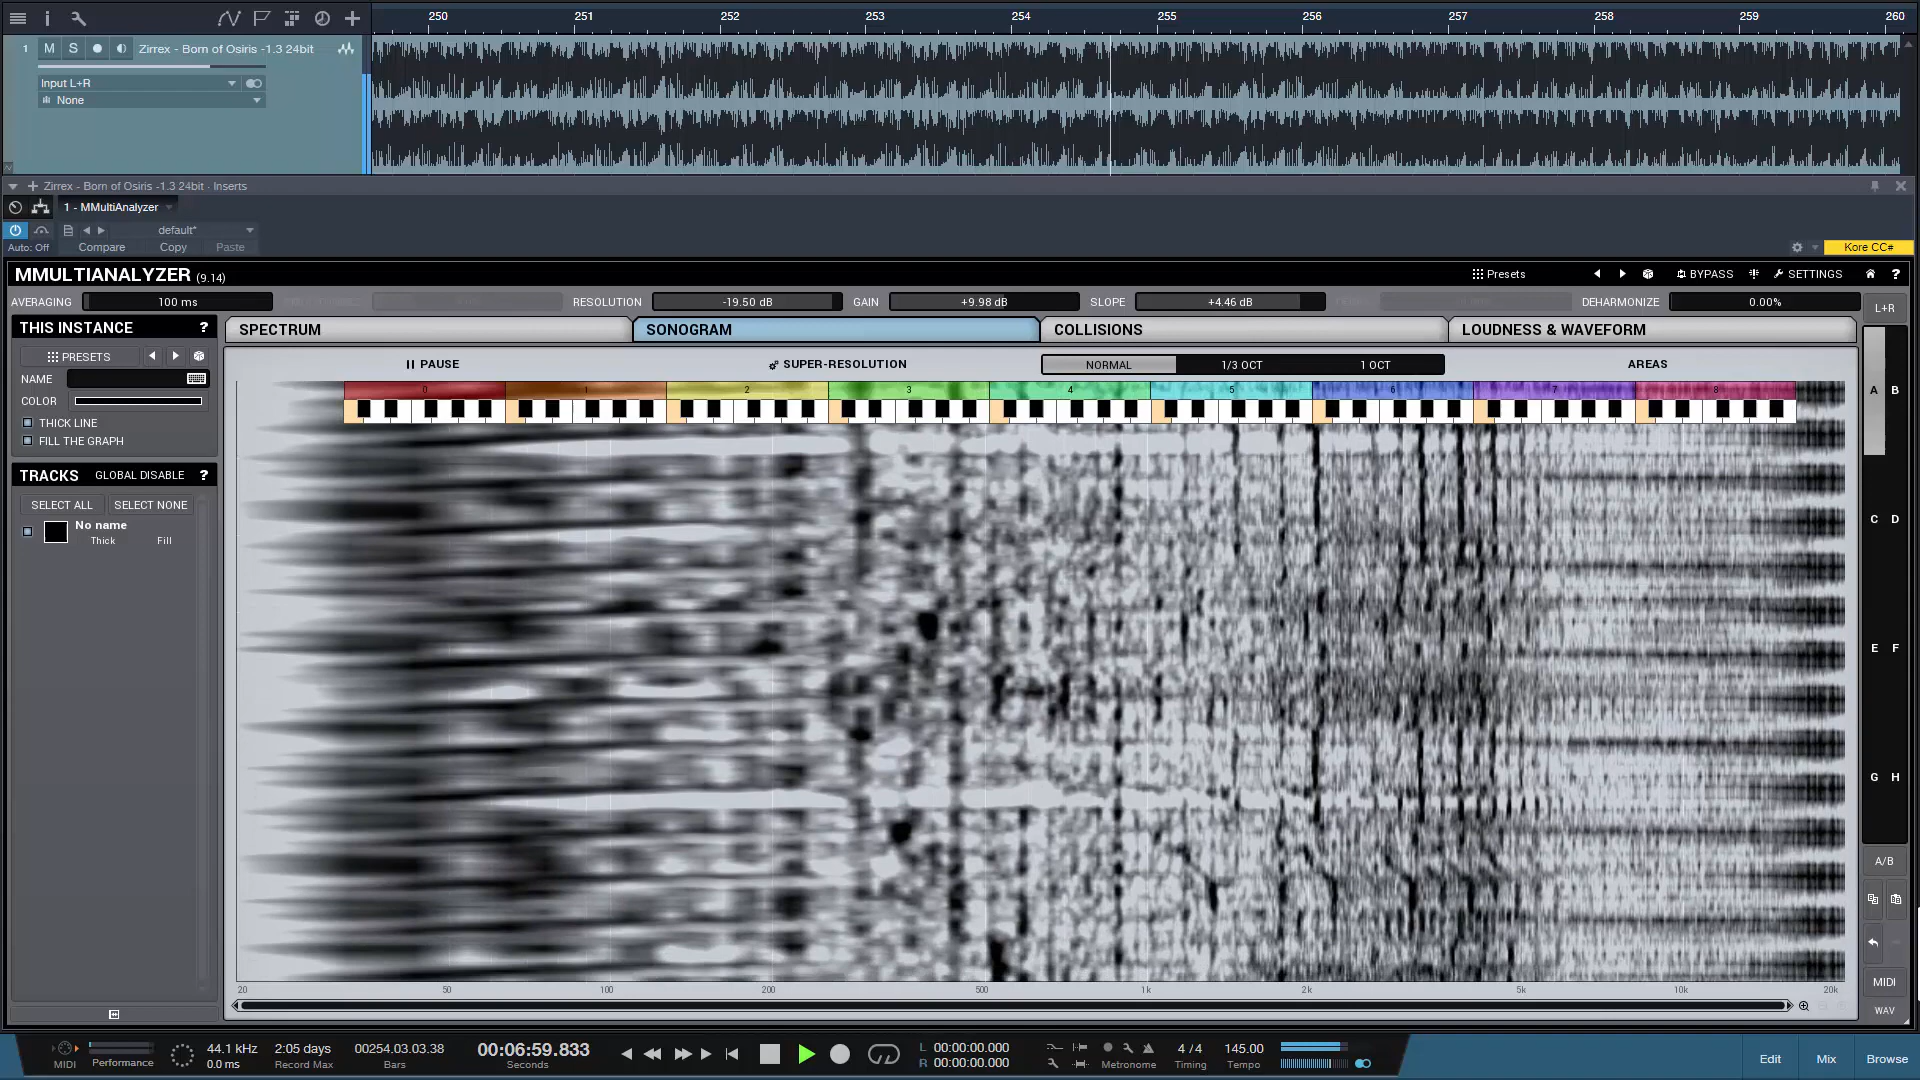 250 251 252 253 254 255 256 257 258 259 260
1 M S Zirrex - Born of Osiris -1.3 24bit
Input L+R
None
Zirrex - Born of Osiris -1.3 24bit - Inserts
1 - MMultiAnalyzer
default*
Auto: Off Compare Copy Paste
Kore CC#
MMULTIANALYZER (9.14)
Presets BYPASS SETTINGS ?
AVERAGING 100 ms RESOLUTION -19.50 dB GAIN +9.98 dB SLOPE +4.46 dB DEHARMONIZE 0.00%
L+R
THIS INSTANCE ?
SPECTRUM SONOGRAM COLLISIONS LOUDNESS & WAVEFORM
PRESETS
PAUSE SUPER-RESOLUTION NORMAL 1/3 OCT 1 OCT AREAS
NAME
COLOR
0 1 2 3 4 5 6 7 8
A B
THICK LINE
FILL THE GRAPH
TRACKS GLOBAL DISABLE ?
SELECT ALL SELECT NONE
C D
No name
Thick Fill
E F
G H
A/B
MIDI
20 50 100 200 500 1k 2k 5k 10k 20k
WAV
MIDI Performance
44.1 kHz
0.0 ms
2:05 days
Record Max
00254.03.03.38
Bars
00:06:59.833
Seconds
L 00:00:00.000
R 00:00:00.000
Metronome
4 / 4
Timing
145.00
Tempo
Edit Mix Browse